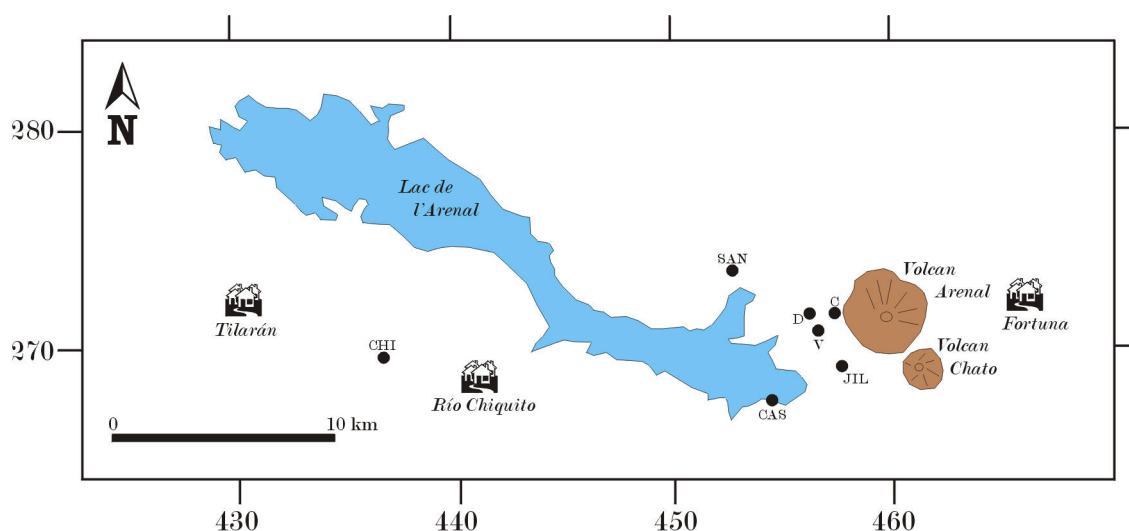 N
280
Lac de
l'Arenal
SAN
Volcan
Arenal
C
D
V
Tilarán
Fortuna
270
CHI
Volcan
Chato
JIL
Río Chiquito
CAS
0 10 km
430 440 450 460